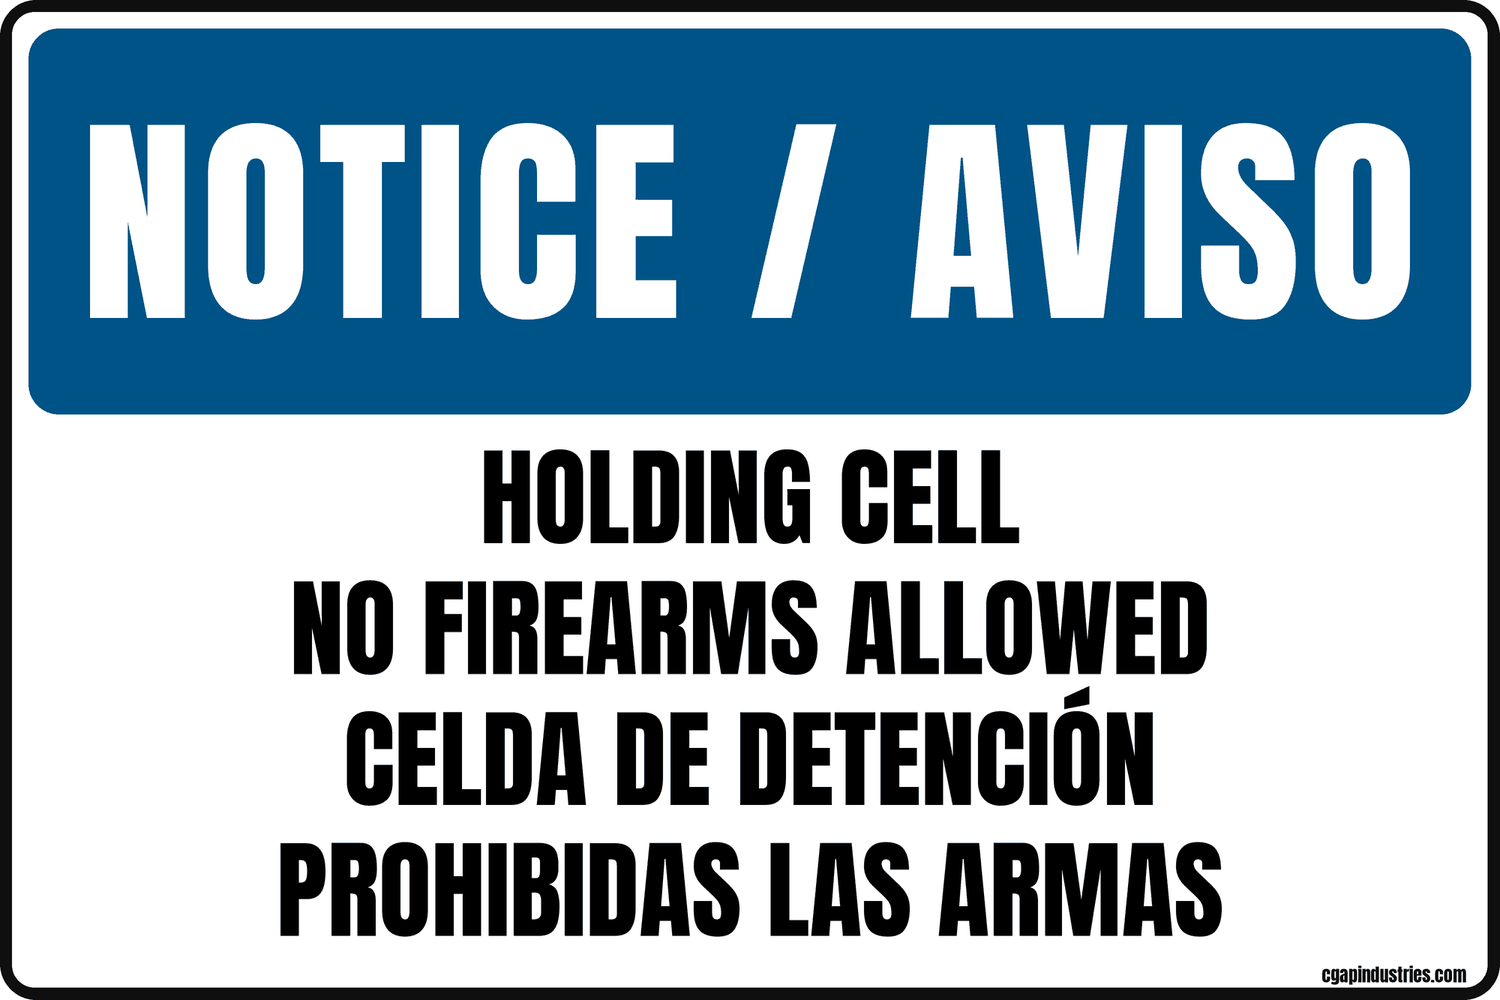 NOTICE / AVISO
HOLDING CELL
NO FIREARMS ALLOWED
CELDA DE DETENCIÓN
PROHIBIDAS LAS ARMAS
cgapindustries.com